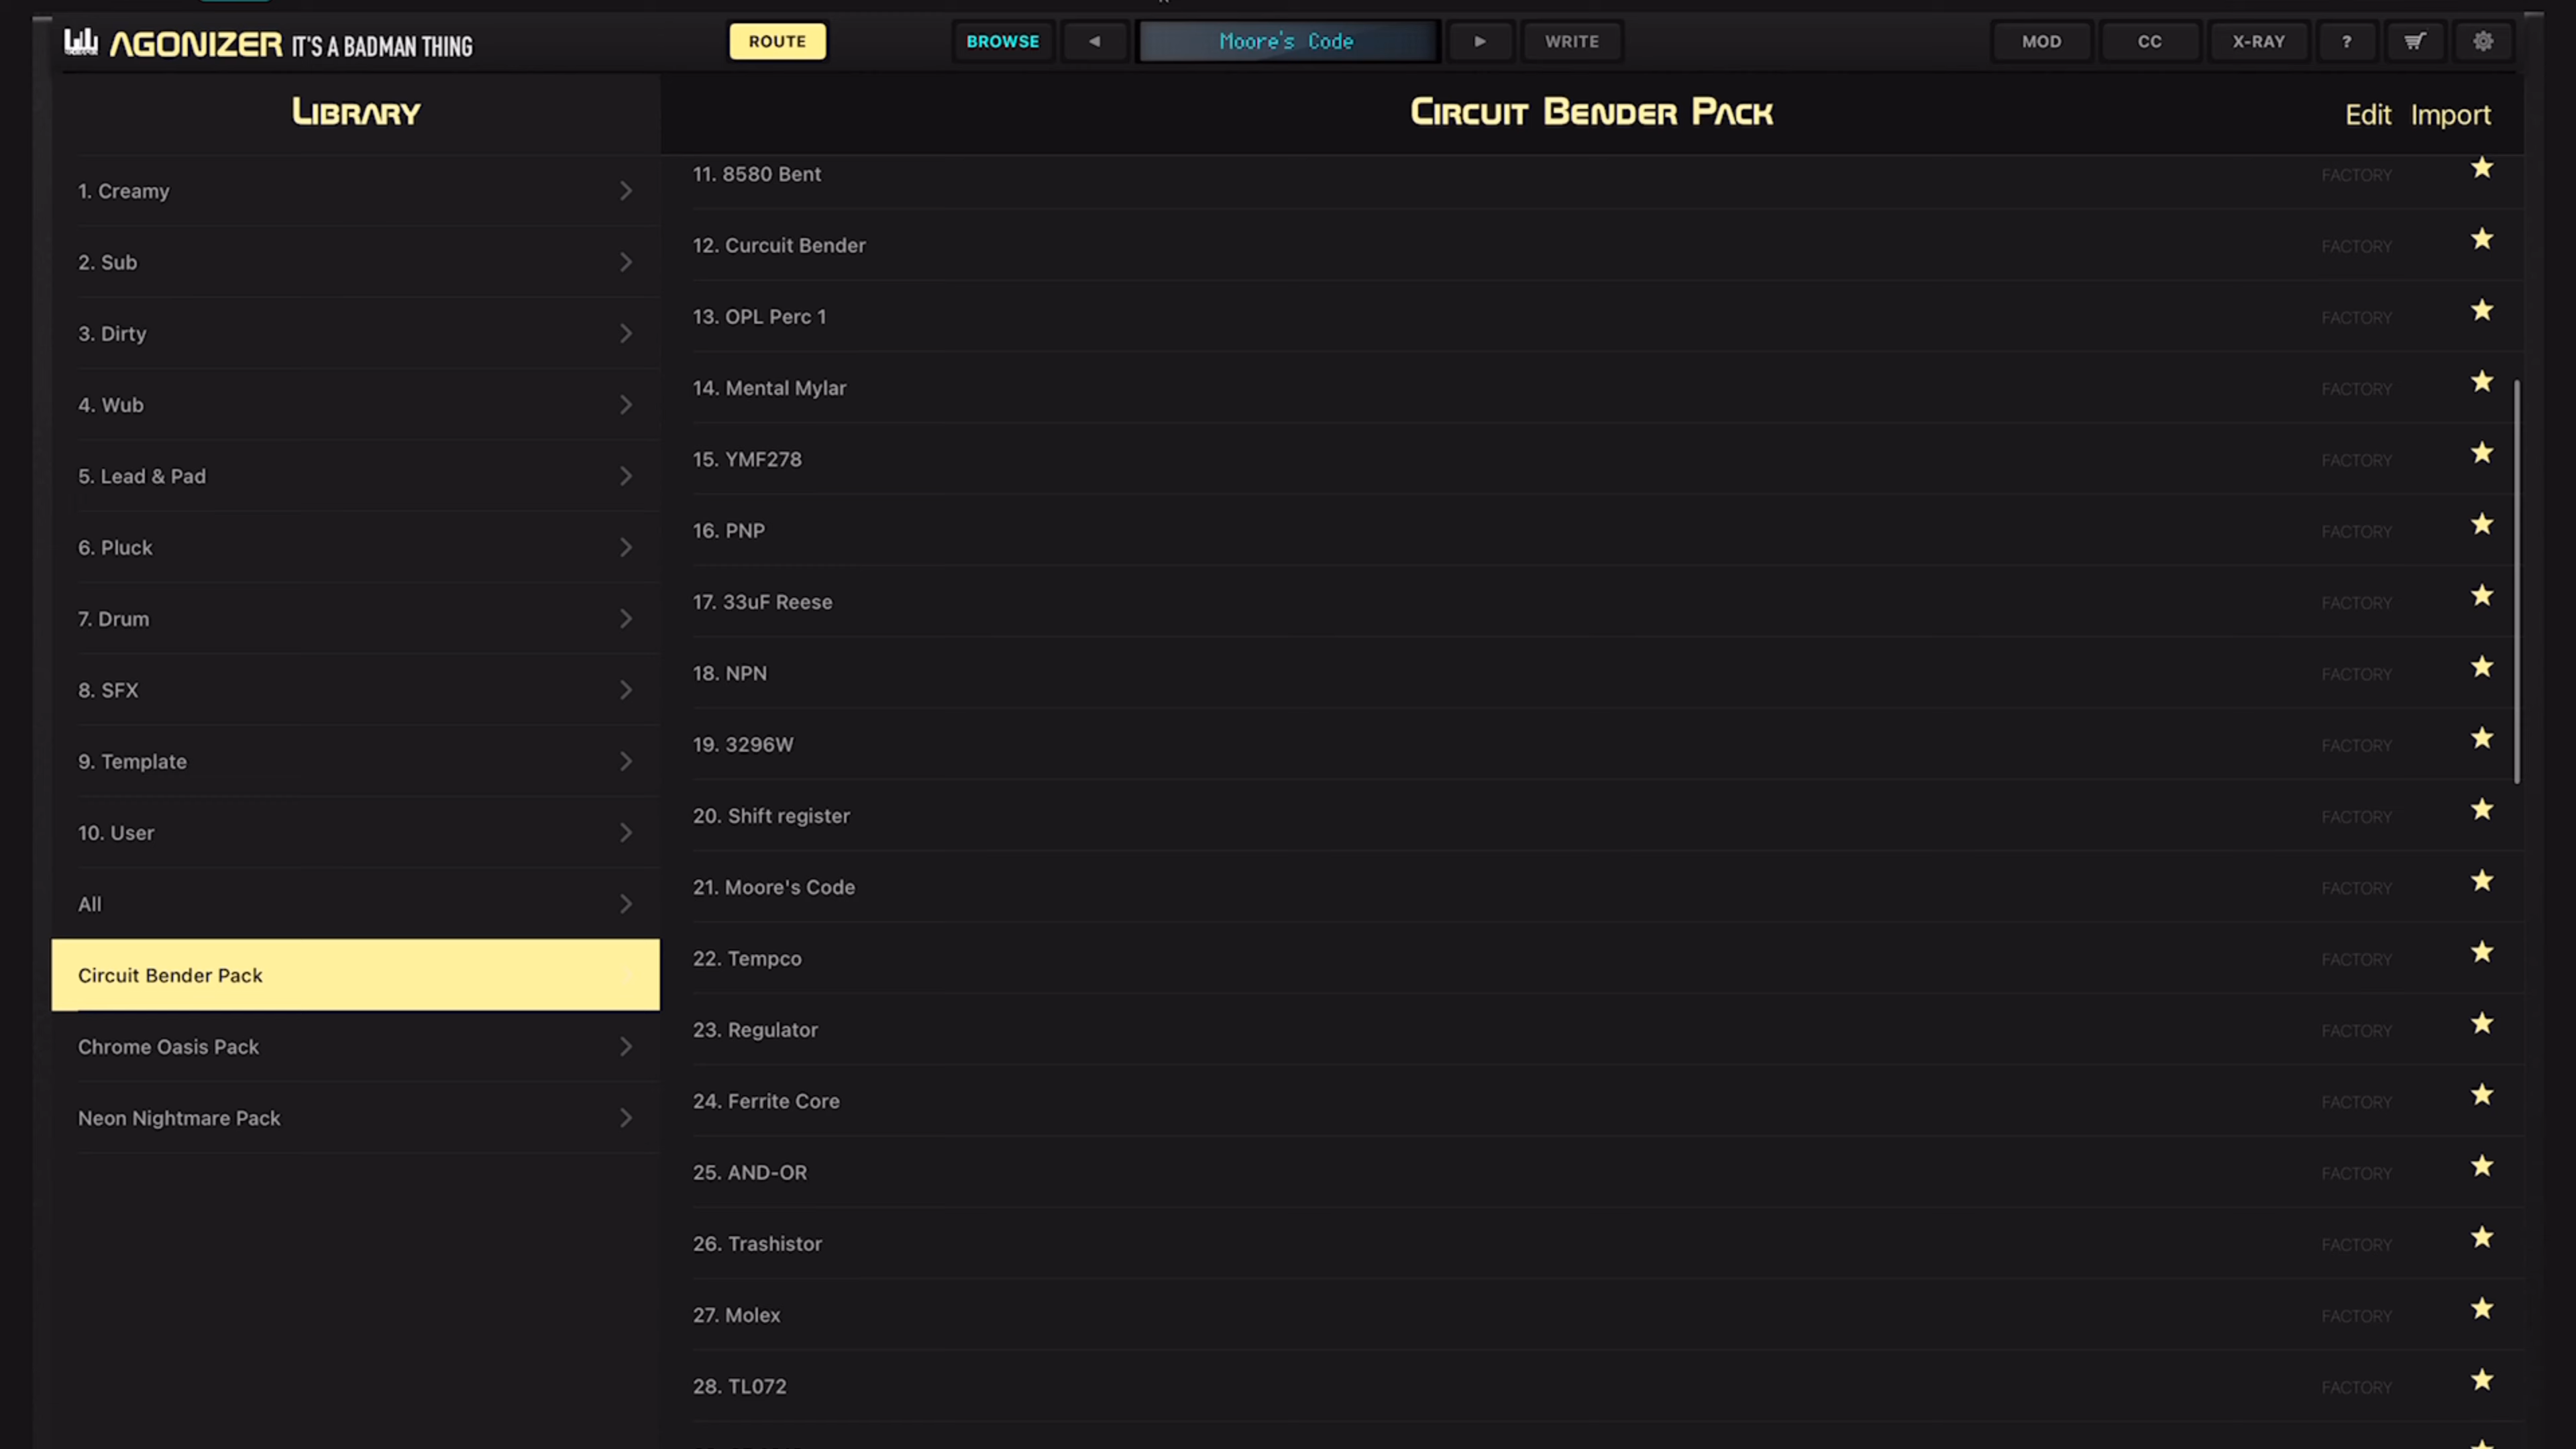 AGONIZER IT'S A BADMAN THING
ROUTE
BROWSE
Moore's Code
WRITE
MOD
CC
X-RAY
?
LIBRARY
1. Creamy
2. Sub
3. Dirty
4. Wub
5. Lead & Pad
6. Pluck
7. Drum
8. SFX
9. Template
10. User
All
Circuit Bender Pack
Chrome Oasis Pack
Neon Nightmare Pack
CIRCUIT BENDER PACK
Edit Import
11. 8580 Bent FACTORY
12. Curcuit Bender FACTORY
13. OPL Perc 1 FACTORY
14. Mental Mylar FACTORY
15. YMF278 FACTORY
16. PNP FACTORY
17. 33uF Reese FACTORY
18. NPN FACTORY
19. 3296W FACTORY
20. Shift register FACTORY
21. Moore's Code FACTORY
22. Tempco FACTORY
23. Regulator FACTORY
24. Ferrite Core FACTORY
25. AND-OR FACTORY
26. Trashistor FACTORY
27. Molex FACTORY
28. TL072 FACTORY